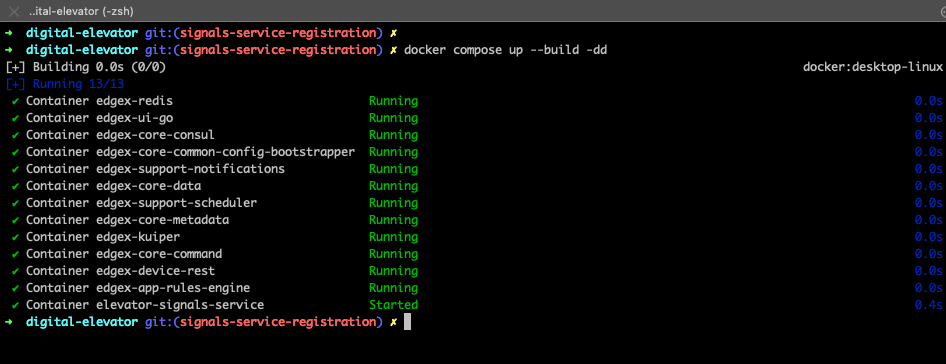 ..ital-elevator (-zsh)
➜ digital-elevator git:(signals-service-registration) ✗
➜ digital-elevator git:(signals-service-registration) ✗ docker compose up --build -dd
[+] Building 0.0s (0/0) docker:desktop-linux
[+] Running 13/13
✔ Container edgex-redis Running 0.0s
✔ Container edgex-ui-go Running 0.0s
✔ Container edgex-core-consul Running 0.0s
✔ Container edgex-core-common-config-bootstrapper Running 0.0s
✔ Container edgex-support-notifications Running 0.0s
✔ Container edgex-core-data Running 0.0s
✔ Container edgex-support-scheduler Running 0.0s
✔ Container edgex-core-metadata Running 0.0s
✔ Container edgex-kuiper Running 0.0s
✔ Container edgex-core-command Running 0.0s
✔ Container edgex-device-rest Running 0.0s
✔ Container edgex-app-rules-engine Running 0.0s
✔ Container elevator-signals-service Started 0.4s
➜ digital-elevator git:(signals-service-registration) ✗